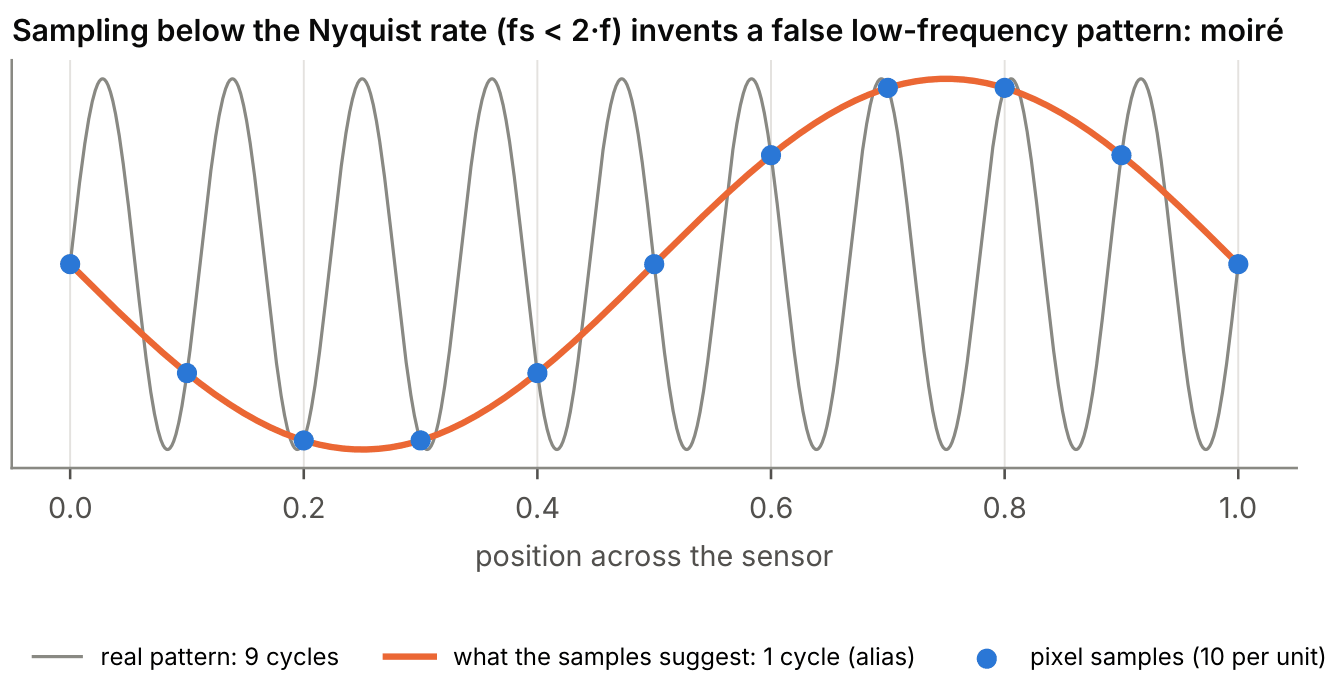 Sampling below the Nyquist rate (fs < 2·f) invents a false low-frequency pattern: moiré
0.0 0.2 0.4 0.6 0.8 1.0
position across the sensor
real pattern: 9 cycles what the samples suggest: 1 cycle (alias) pixel samples (10 per unit)